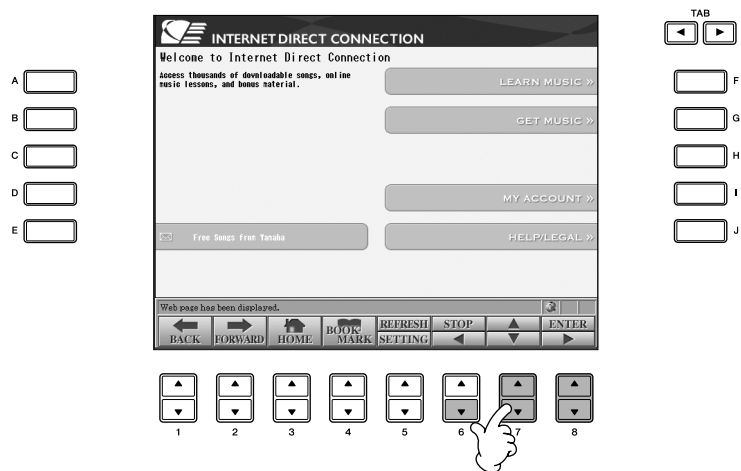 TAB
INTERNET DIRECT CONNECTION
Welcome to Internet Direct Connection
Access thousands of downloadable songs, online
music lessons, and bonus material.
LEARN MUSIC »
GET MUSIC »
MY ACCOUNT »
Free Songs from Yamaha
HELP/LEGAL »
A
B
C
D
E
F
G
H
I
J
Web page has been displayed.
BACK FORWARD HOME BOOK-MARK REFRESH SETTING STOP ENTER
1 2 3 4 5 6 7 8